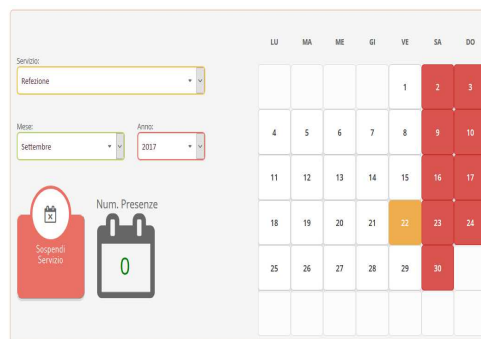 Servizio:
Refezione
Mese:
Anno:
Settembre
2017
Sospendi
Servizio
Num. Presenze
0
LU MA ME GI VE SA DO
1 2 3
4 5 6 7 8 9 10
11 12 13 14 15 16 17
18 19 20 21 22 23 24
25 26 27 28 29 30